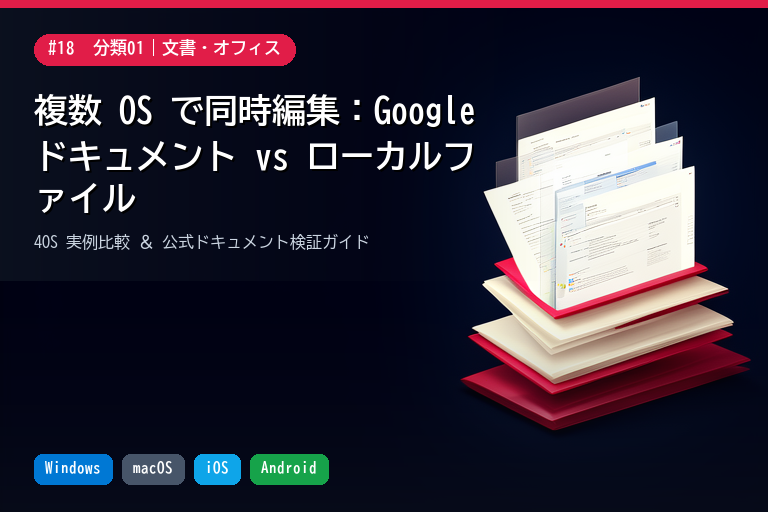 #18 分類01｜文書・オフィス
複数 OS で同時編集：Google
ドキュメント vs ローカルフ
ァイル
4OS 実例比較 & 公式ドキュメント検証ガイド
Windows macOS iOS Android